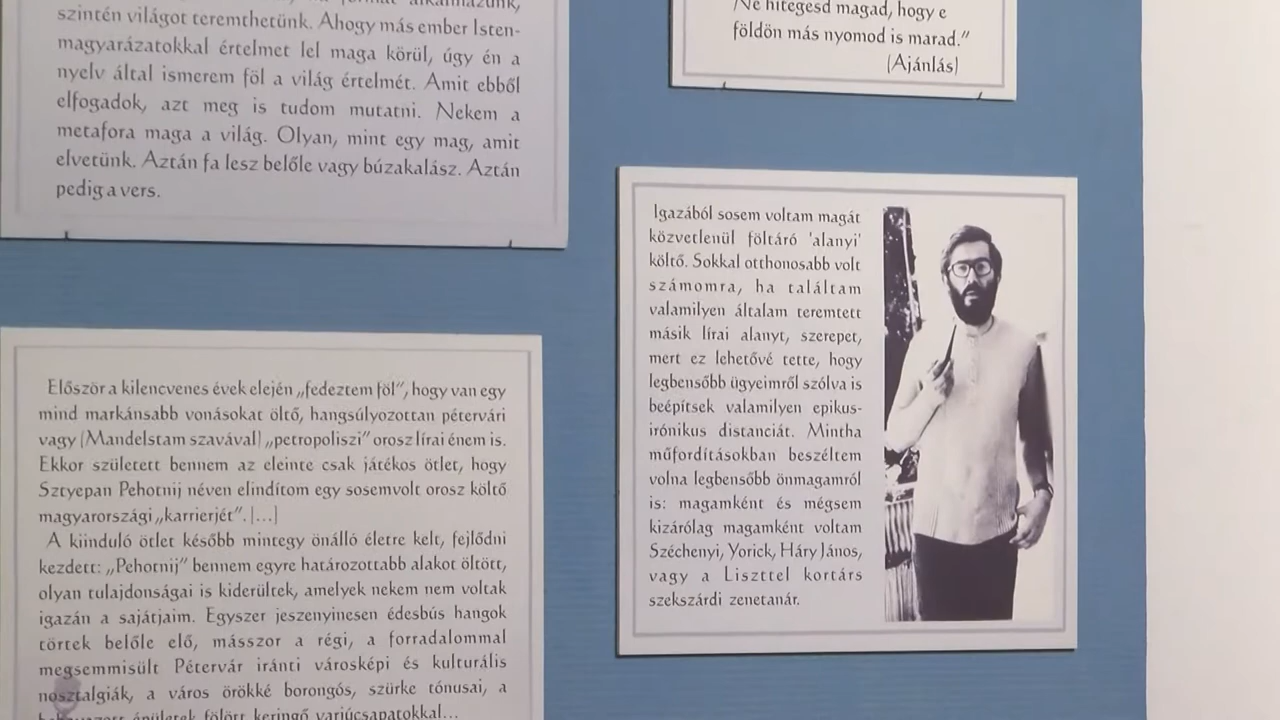 szintén világot teremthetünk. Ahogy más ember Isten-
magyarázatokkal értelmet lel maga körül, úgy én a
nyelv által ismerem föl a világ értelmét. Amit ebből
elfogadok, azt meg is tudom mutatni. Nekem a
metafora maga a világ. Olyan, mint egy mag, amit
elvetünk. Aztán fa lesz belőle vagy búzakalász. Aztán
pedig a vers.
Ne hitegesd magad, hogy e
földön más nyomod is marad.”
(Ajánlás)
Először a kilencvenes évek elején „fedeztem föl”, hogy van egy
mind markánsabb vonásokat öltő, hangsúlyozottan pétervári
vagy (Mandelstam szavával) „petropoliszi” orosz lírai énem is.
Ekkor született bennem az eleinte csak játékos ötlet, hogy
Sztyepan Pehotnij néven elindítom egy sosemvolt orosz költő
magyarországi „karrierjét”. [...]
A kiinduló ötlet később mintegy önálló életre kelt, fejlődni
kezdett: „Pehotnij” bennem egyre határozottabb alakot öltött,
olyan tulajdonságai is kiderültek, amelyek nekem nem voltak
igazán a sajátjaim. Egyszer jeszenyinesen édesbús hangok
törtek belőle elő, másszor a régi, a forradalommal
megsemmisült Pétervár iránti városképi és kulturális
nosztalgiák, a város örökké borongós, szürke tónusai, a
épületek fölött keringő varjúcsapatokkal...
Igazából sosem voltam magát
közvetlenül föltáró 'alanyi'
költő. Sokkal otthonosabb volt
számomra, ha találtam
valamilyen általam teremtett
másik lírai alanyt, szerepet,
mert ez lehetővé tette, hogy
legbensőbb ügyeimről szólva is
beépítsek valamilyen epikus-
irónikus distanciát. Mintha
műfordításokban beszéltem
volna legbensőbb önmagamról
is: magamként és mégsem
kizárólag magamként voltam
Széchenyi, Yorick, Háry János,
vagy a Liszttel kortárs
szekszárdi zenetanár.